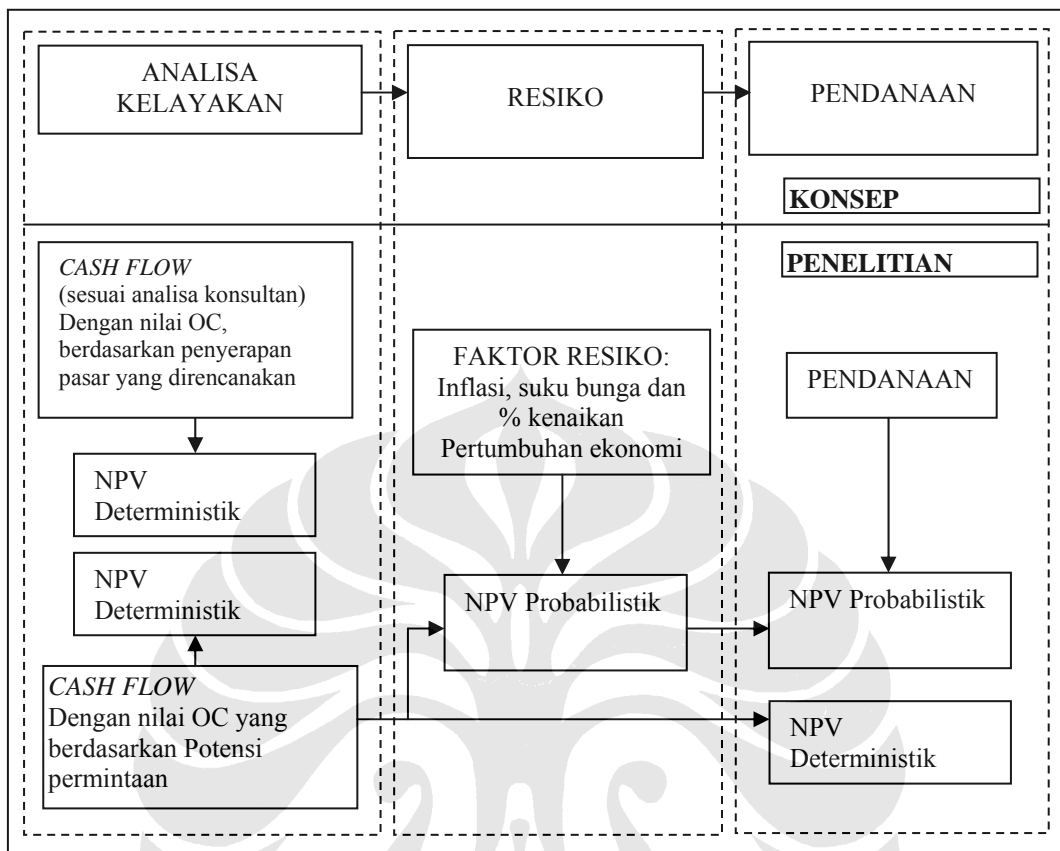 ANALISA
KELAYAKAN
RESIKO
PENDANAAN
KONSEP
PENELITIAN
CASH FLOW
(sesuai analisa konsultan)
Dengan nilai OC,
berdasarkan penyerapan
pasar yang direncanakan
NPV
Deterministik
NPV
Deterministik
CASH FLOW
Dengan nilai OC yang
berdasarkan Potensi
permintaan
FAKTOR RESIKO:
Inflasi, suku bunga dan
% kenaikan
Pertumbuhan ekonomi
NPV Probabilistik
PENDANAAN
NPV Probabilistik
NPV
Deterministik